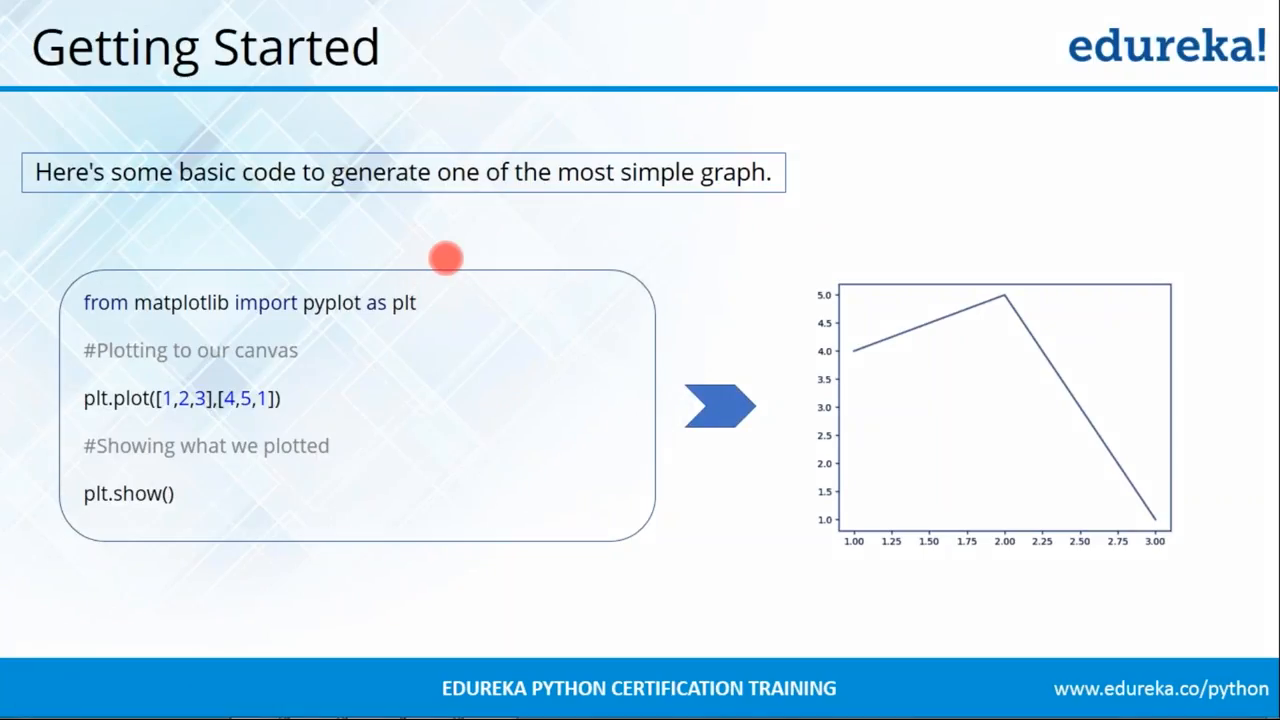 Getting Started
edureka!
Here's some basic code to generate one of the most simple graph.
from matplotlib import pyplot as plt
#Plotting to our canvas
plt.plot([1,2,3],[4,5,1])
#Showing what we plotted
plt.show()
5.0
4.5
4.0
3.5
3.0
2.5
2.0
1.5
1.0
1.00 1.25 1.50 1.75 2.00 2.25 2.50 2.75 3.00
EDUREKA PYTHON CERTIFICATION TRAINING
www.edureka.co/python